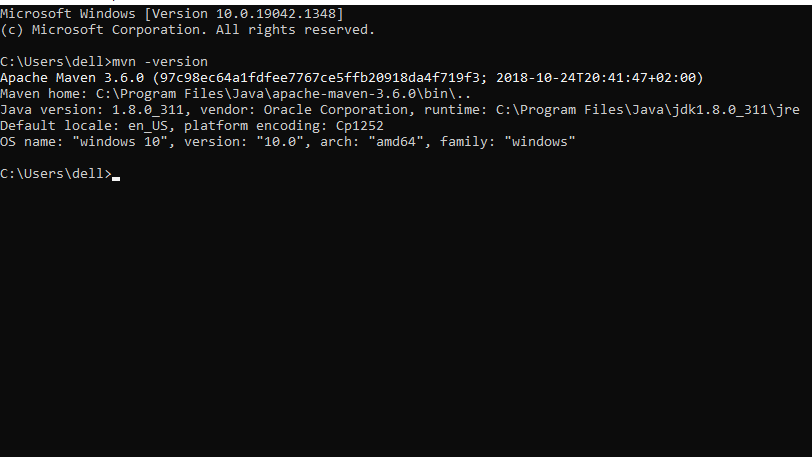 Microsoft Windows [Version 10.0.19042.1348]
(c) Microsoft Corporation. All rights reserved.
C:\Users\dell>mvn -version
Apache Maven 3.6.0 (97c98ec64a1fdfee7767ce5ffb20918da4f719f3; 2018-10-24T20:41:47+02:00)
Maven home: C:\Program Files\Java\apache-maven-3.6.0\bin\..
Java version: 1.8.0_311, vendor: Oracle Corporation, runtime: C:\Program Files\Java\jdk1.8.0_311\jre
Default locale: en_US, platform encoding: Cp1252
OS name: "windows 10", version: "10.0", arch: "amd64", family: "windows"
C:\Users\dell>